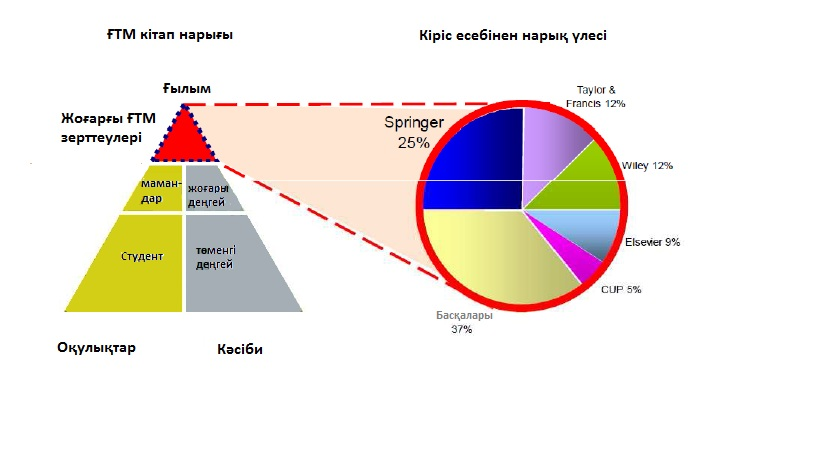 ҒТМ кітап нарығы
Кіріс есебінен нарық үлесі
Ғылым
Жоғарғы ҒТМ
зерттеулері
маман-
дар
жоғары
деңгей
Студент
төменгі
деңгей
Оқулықтар
Кәсіби
Springer
25%
Taylor &
Francis 12%
Wiley 12%
Elsevier 9%
CUP 5%
Басқалары
37%